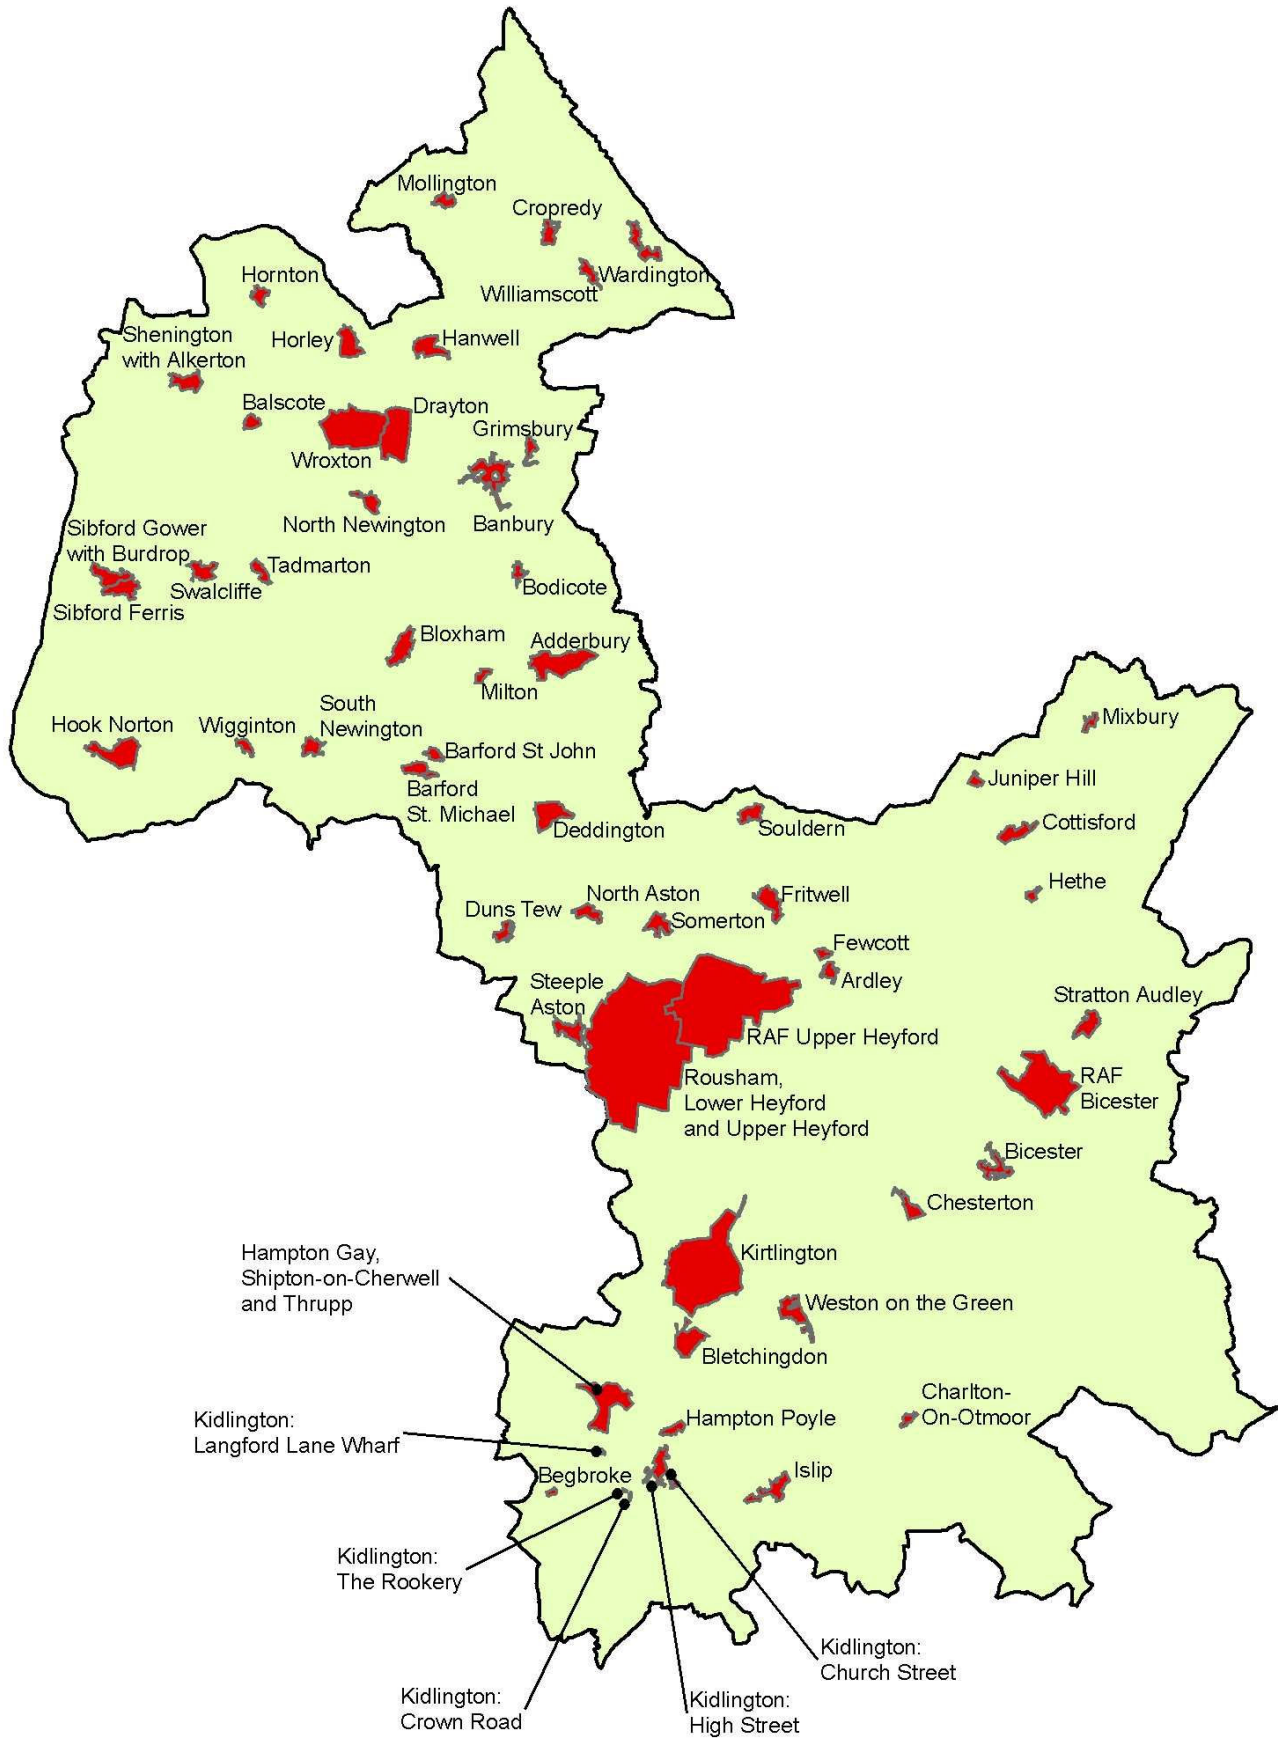 Mollington
Cropredy
Wardington
Williamscott
Hornton
Shenington
with Alkerton
Horley
Hanwell
Balscote
Drayton
Grimsbury
Wroxton
North Newington
Banbury
Sibford Gower
with Burdrop
Tadmarton
Swalcliffe
Bodicote
Sibford Ferris
Bloxham
Adderbury
Milton
Hook Norton
Wigginton
South
Newington
Barford St John
Barford
St. Michael
Deddington
Souldern
Mixbury
Juniper Hill
Cottisford
Hethe
North Aston
Fritwell
Duns Tew
Somerton
Fewcott
Ardley
Steeple
Aston
Stratton Audley
RAF Upper Heyford
Rousham,
Lower Heyford
and Upper Heyford
RAF
Bicester
Bicester
Chesterton
Kirtlington
Hampton Gay,
Shipton-on-Cherwell
and Thrupp
Weston on the Green
Bletchingdon
Charlton-
On-Otmoor
Hampton Poyle
Kidlington:
Langford Lane Wharf
Begbroke
Islip
Kidlington:
The Rookery
Kidlington:
Church Street
Kidlington:
Crown Road
Kidlington:
High Street